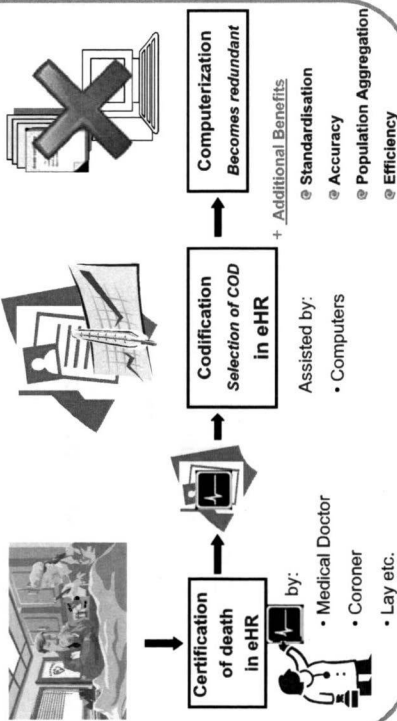 Certification
of death
in eHR
by:
• Medical Doctor
• Coroner
• Lay etc.
Codification
Selection of COD
in eHR
Assisted by:
• Computers
Computerization
Becomes redundant
+ Additional Benefits
@ Standardisation
@ Accuracy
@ Population Aggregation
@ Efficiency